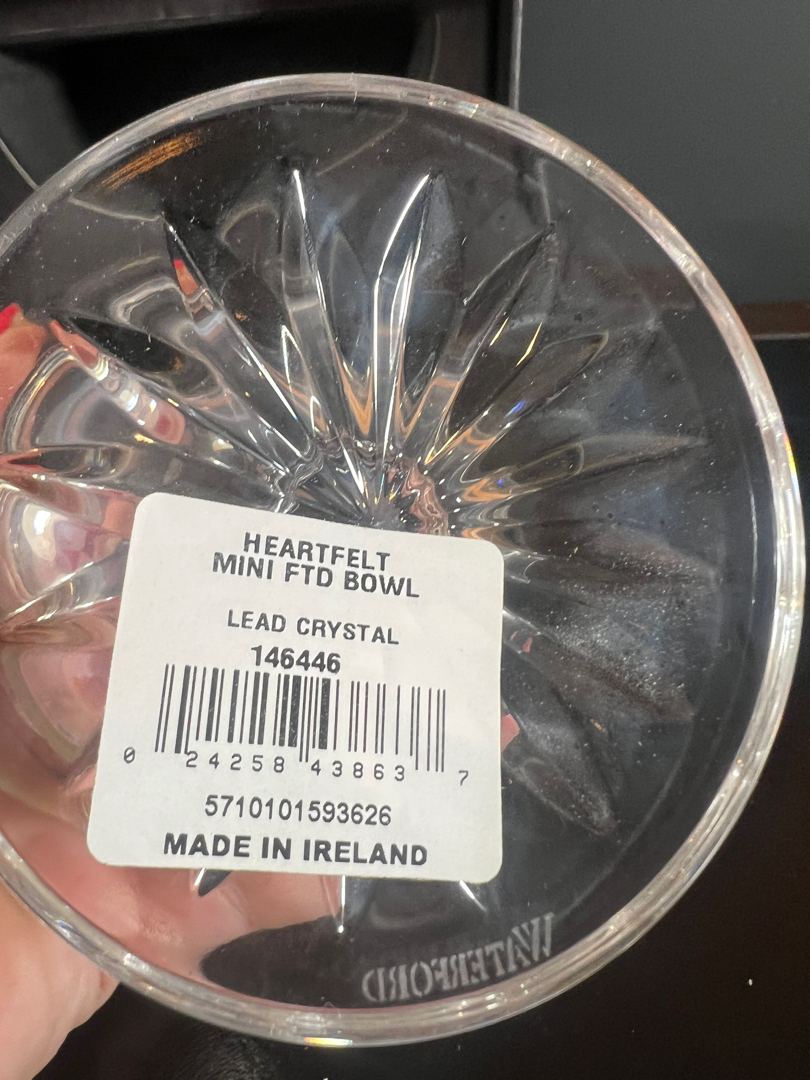 HEARTFELT
MINI FTD BOWL
LEAD CRYSTAL
146446
0 24258 43863 7
5710101593626
MADE IN IRELAND
WATERFORD